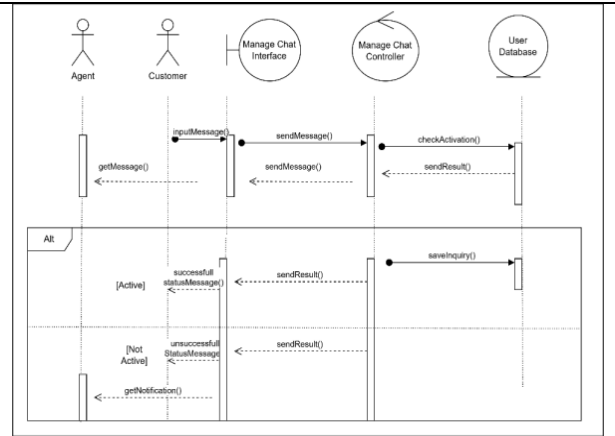 Agent
Customer
Manage Chat
Interface
Manage Chat
Controller
User
Database
inputMessage()
sendMessage()
checkActivation()
getMessage()
sendMessage()
sendResult()
Alt
saveInquiry()
[Active]
successfull
statusMessage()
sendResult()
[Not
Active]
unsuccessfull
StatusMessage
sendResult()
getNotification()